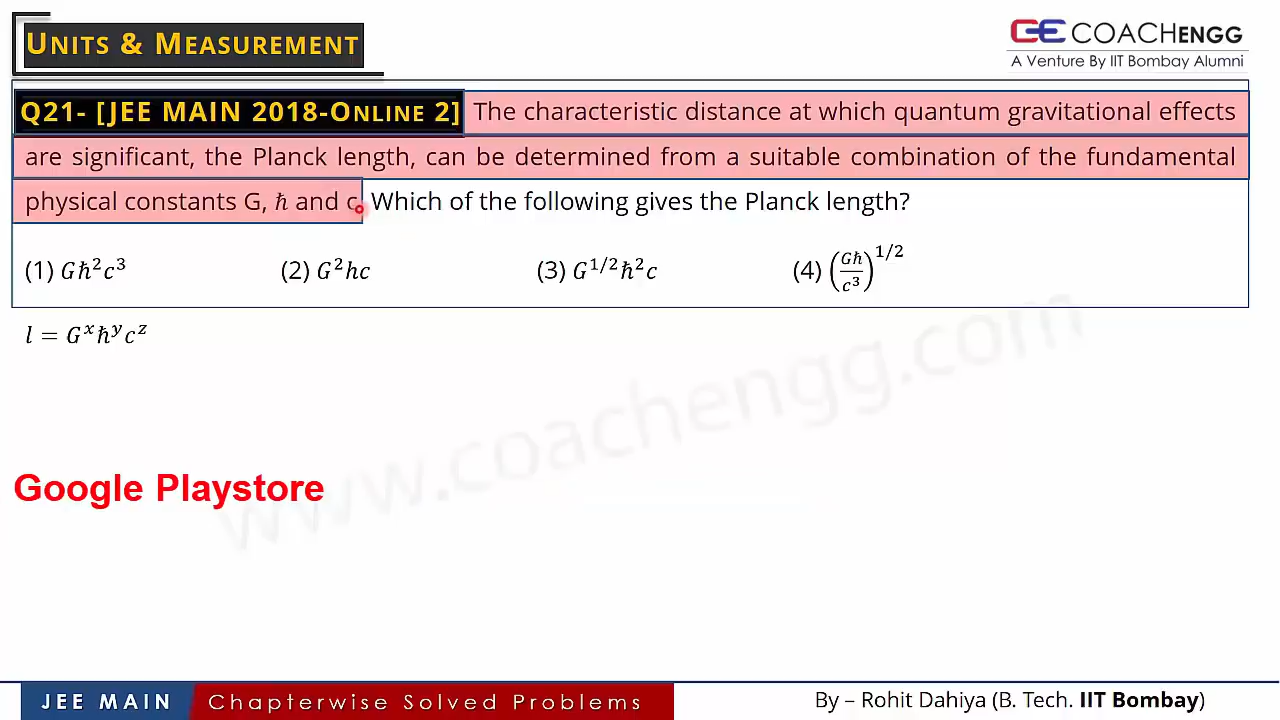 UNITS & MEASUREMENT
CE COACHENGG
A Venture By IIT Bombay Alumni
Q21- [JEE MAIN 2018-ONLINE 2] The characteristic distance at which quantum gravitational effects
are significant, the Planck length, can be determined from a suitable combination of the fundamental
physical constants G, ℏ and c. Which of the following gives the Planck length?
(1) Gℏ²c³ (2) G²hc (3) G^{1/2}ℏ²c (4) (Gℏ/c³)^{1/2}
l = G^x ℏ^y c^z
www.coachengg.com
Google Playstore
JEE MAIN Chapterwise Solved Problems By – Rohit Dahiya (B. Tech. IIT Bombay)